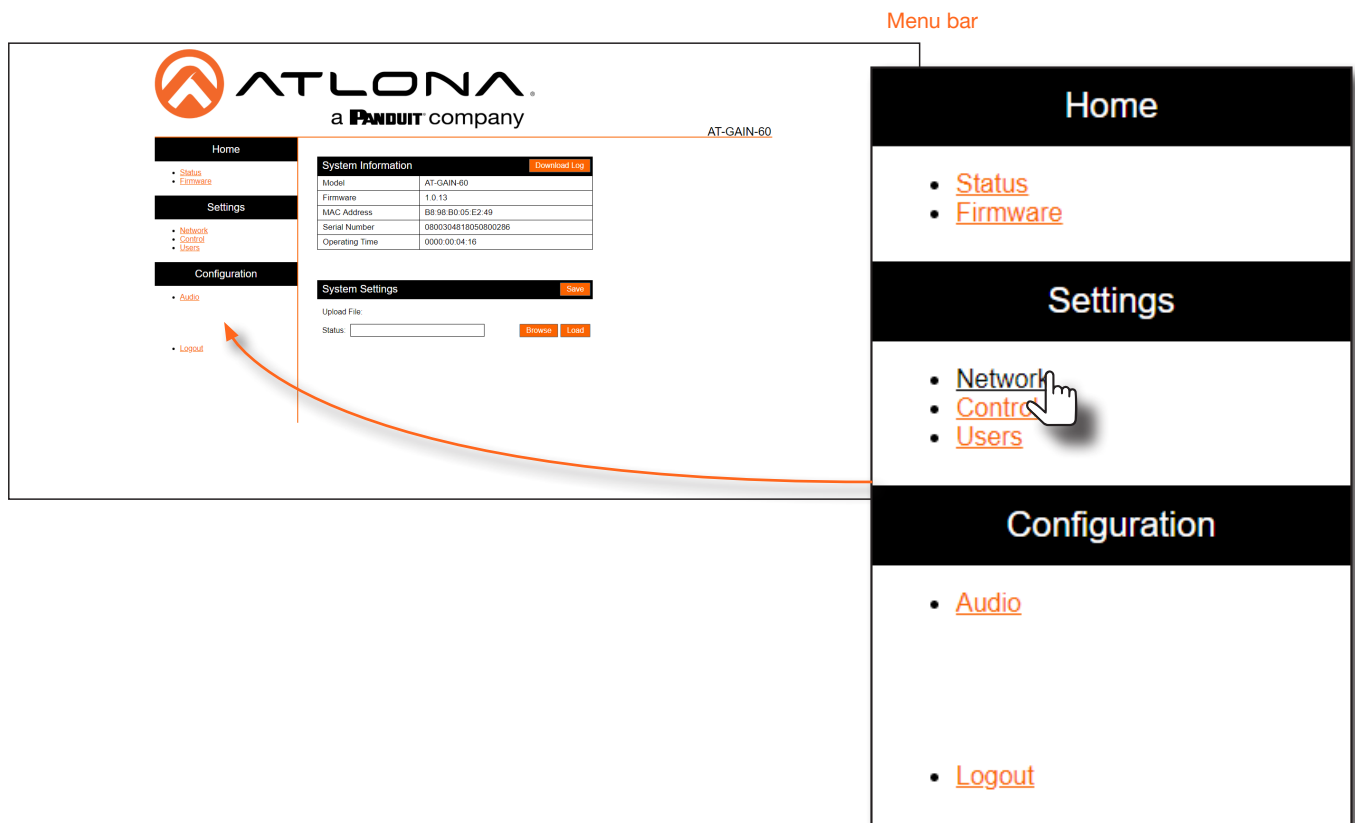 Menu bar
ATLONA.
a PANDUIT company
AT-GAIN-60
Home
Status
Firmware
Settings
Network
Control
Users
Configuration
Audio
Logout
System Information Download Log
Model AT-GAIN-60
Firmware 1.0.13
MAC Address B8:98:B0:05:E2:49
Serial Number 0800304818050800286
Operating Time 0000:00:04:16
System Settings Save
Upload File:
Status: Browse Load
Home
Status
Firmware
Settings
Network
Control
Users
Configuration
Audio
Logout